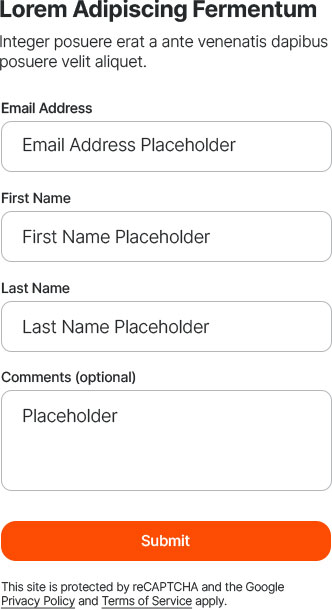 Lorem Adipiscing Fermentum
Integer posuere erat a ante venenatis dapibus
posuere velit aliquet.
Email Address
Email Address Placeholder
First Name
First Name Placeholder
Last Name
Last Name Placeholder
Comments (optional)
Placeholder
Submit
This site is protected by reCAPTCHA and the Google
Privacy Policy and Terms of Service apply.